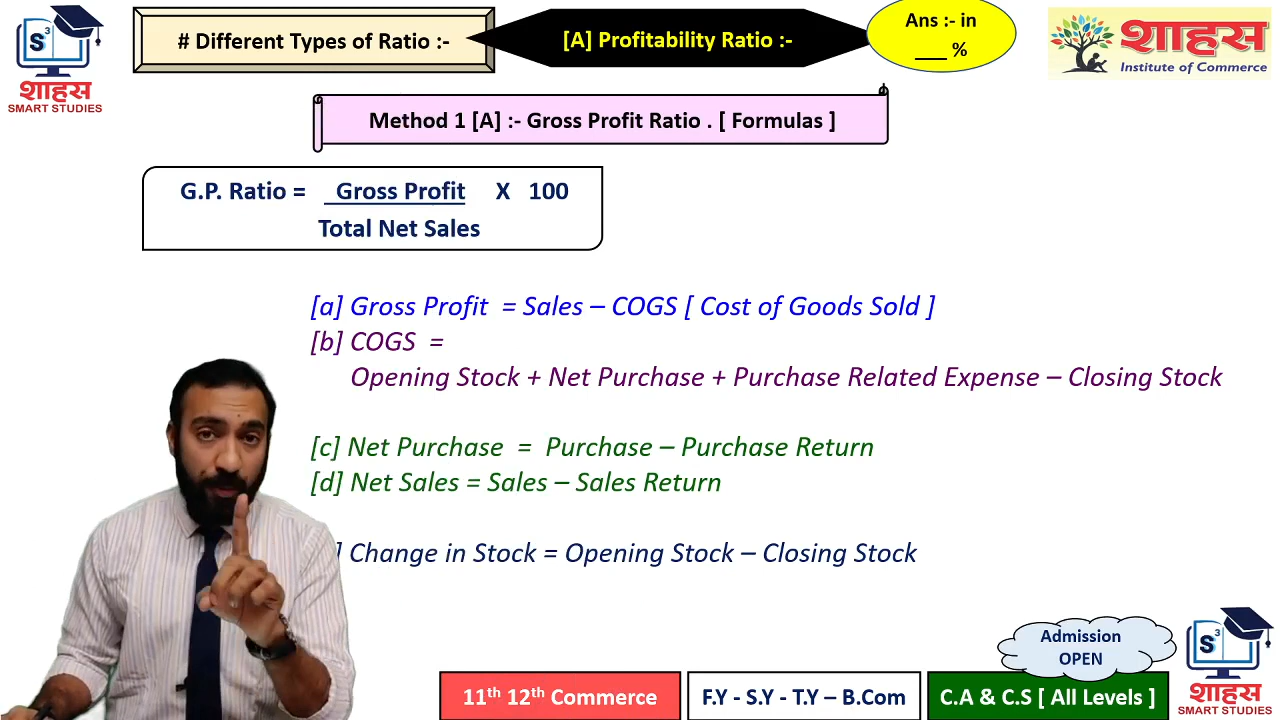 # Different Types of Ratio :-
[A] Profitability Ratio :-
Ans :- in
___ %
S³
शाहस
SMART STUDIES
शाहस
Institute of Commerce
Method 1 [A] :- Gross Profit Ratio . [ Formulas ]
G.P. Ratio = Gross Profit X 100
Total Net Sales
[a] Gross Profit = Sales – COGS [ Cost of Goods Sold ]
[b] COGS =
Opening Stock + Net Purchase + Purchase Related Expense – Closing Stock
[c] Net Purchase = Purchase – Purchase Return
[d] Net Sales = Sales – Sales Return
] Change in Stock = Opening Stock – Closing Stock
Admission
OPEN
11th 12th Commerce
F.Y - S.Y - T.Y – B.Com
C.A & C.S [ All Levels ]
S³
शाहस
SMART STUDIES